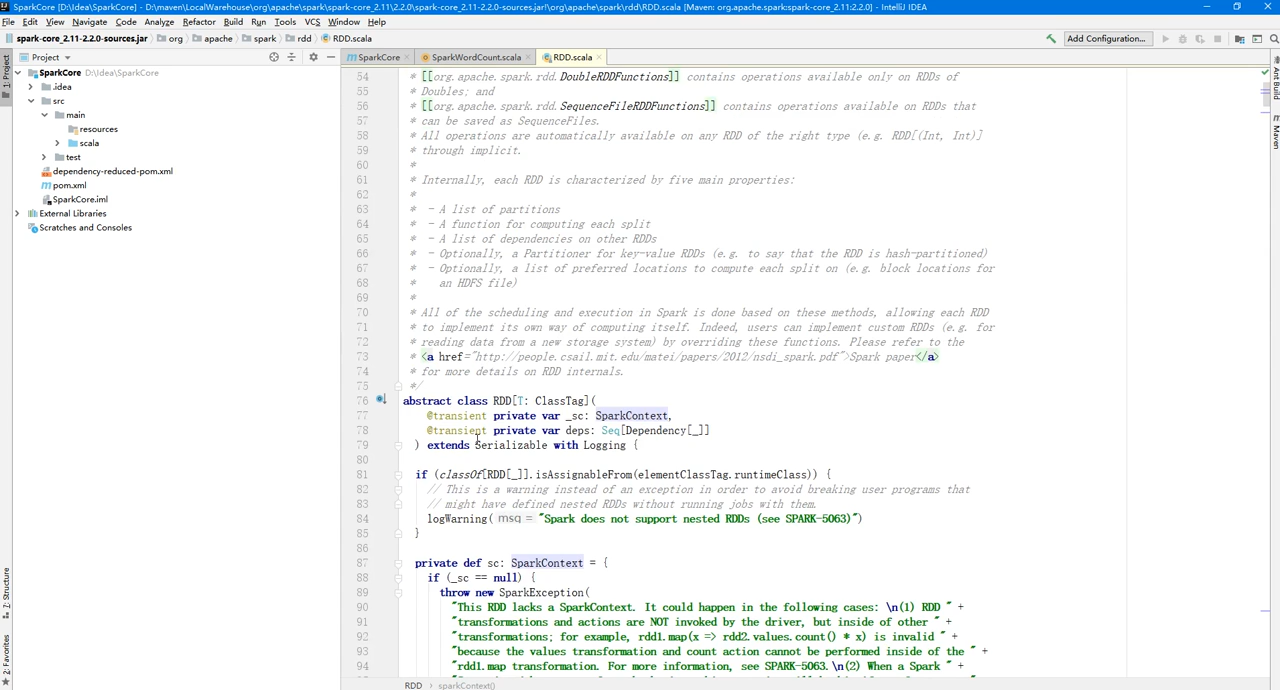 SparkCore [D:\Idea\SparkCore] - D:\maven\LocalWarehouse\org\apache\spark\spark-core_2.11\2.2.0\spark-core_2.11-2.2.0-sources.jar!\org\apache\spark\rdd\RDD.scala [Maven: org.apache.spark:spark-core_2.11:2.2.0] - IntelliJ IDEA
File Edit View Navigate Code Analyze Refactor Build Run Tools VCS Window Help
spark-core_2.11-2.2.0-sources.jar org apache spark rdd RDD.scala
Add Configuration...
1: Project
Project
SparkCore D:\Idea\SparkCore
.idea
src
main
resources
scala
test
dependency-reduced-pom.xml
pom.xml
SparkCore.iml
External Libraries
Scratches and Consoles
7: Structure
2: Favorites
SparkCore SparkWordCount.scala RDD.scala
54 * [[org.apache.spark.rdd.DoubleRDDFunctions]] contains operations available only on RDDs of
55 * Doubles; and
56 * [[org.apache.spark.rdd.SequenceFileRDDFunctions]] contains operations available on RDDs that
57 * can be saved as SequenceFiles.
58 * All operations are automatically available on any RDD of the right type (e.g. RDD[(Int, Int)]
59 * through implicit.
60 *
61 * Internally, each RDD is characterized by five main properties:
62 *
63 * - A list of partitions
64 * - A function for computing each split
65 * - A list of dependencies on other RDDs
66 * - Optionally, a Partitioner for key-value RDDs (e.g. to say that the RDD is hash-partitioned)
67 * - Optionally, a list of preferred locations to compute each split on (e.g. block locations for
68 * an HDFS file)
69 *
70 * All of the scheduling and execution in Spark is done based on these methods, allowing each RDD
71 * to implement its own way of computing itself. Indeed, users can implement custom RDDs (e.g. for
72 * reading data from a new storage system) by overriding these functions. Please refer to the
73 * <a href="http://people.csail.mit.edu/matei/papers/2012/nsdi_spark.pdf">Spark paper</a>
74 * for more details on RDD internals.
75 */
76 abstract class RDD[T: ClassTag](
77 @transient private var _sc: SparkContext,
78 @transient private var deps: Seq[Dependency[_]]
79 ) extends Serializable with Logging {
80
81 if (classOf[RDD[_]].isAssignableFrom(elementClassTag.runtimeClass)) {
82 // This is a warning instead of an exception in order to avoid breaking user programs that
83 // might have defined nested RDDs without running jobs with them.
84 logWarning( msg = "Spark does not support nested RDDs (see SPARK-5063)")
85 }
86
87 private def sc: SparkContext = {
88 if (_sc == null) {
89 throw new SparkException(
90 "This RDD lacks a SparkContext. It could happen in the following cases: \n(1) RDD " +
91 "transformations and actions are NOT invoked by the driver, but inside of other " +
92 "transformations; for example, rdd1.map(x => rdd2.values.count() * x) is invalid " +
93 "because the values transformation and count action cannot be performed inside of the " +
94 "rdd1.map transformation. For more information, see SPARK-5063.\n(2) When a Spark " +
RDD sparkContext()
Ant Build
Maven